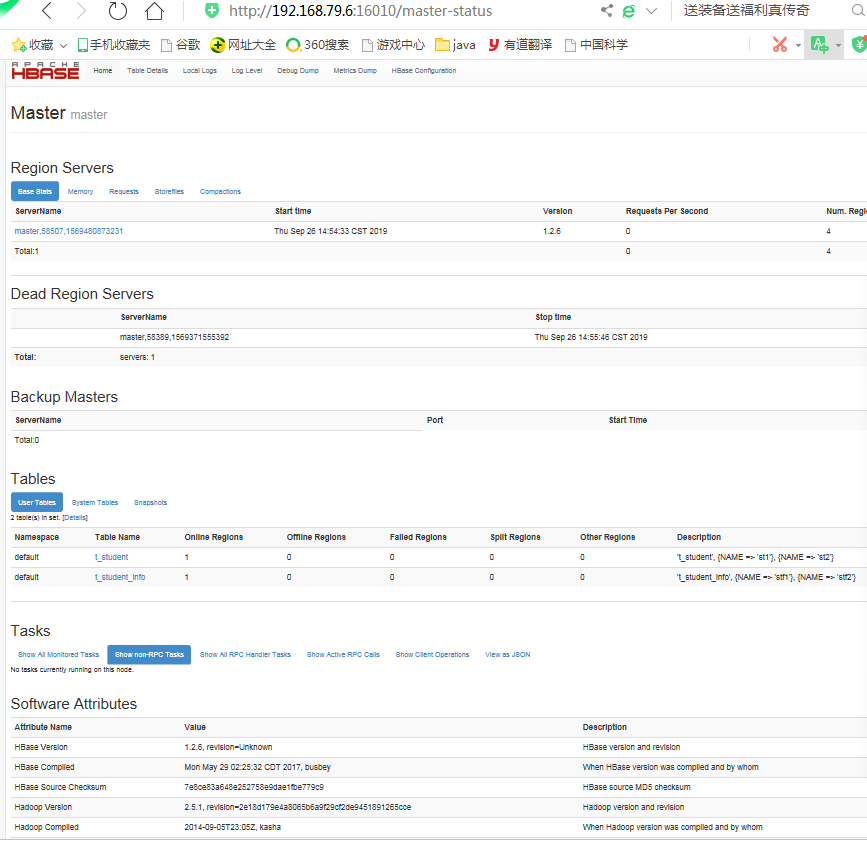 http://192.168.79.6:16010/master-status 送装备送福利真传奇
收藏 手机收藏夹 谷歌 网址大全 360搜索 游戏中心 java 有道翻译 中国科学
APACHE HBASE Home Table Details Local Logs Log Level Debug Dump Metrics Dump HBase Configuration
Master master
Region Servers
Base Stats Memory Requests Storefiles Compactions
ServerName Start time Version Requests Per Second Num. Regi
master,58507,1569480873231 Thu Sep 26 14:54:33 CST 2019 1.2.6 0 4
Total:1 0 4
Dead Region Servers
ServerName Stop time
master,58389,1569371555392 Thu Sep 26 14:55:46 CST 2019
Total: servers: 1
Backup Masters
ServerName Port Start Time
Total:0
Tables
User Tables System Tables Snapshots
2 table(s) in set. [Details]
Namespace Table Name Online Regions Offline Regions Failed Regions Split Regions Other Regions Description
default t_student 1 0 0 0 0 't_student', {NAME => 'st1'}, {NAME => 'st2'}
default t_student_info 1 0 0 0 0 't_student_info', {NAME => 'stf1'}, {NAME => 'stf2'}
Tasks
Show All Monitored Tasks Show non-RPC Tasks Show All RPC Handler Tasks Show Active RPC Calls Show Client Operations View as JSON
No tasks currently running on this node.
Software Attributes
Attribute Name Value Description
HBase Version 1.2.6, revision=Unknown HBase version and revision
HBase Compiled Mon May 29 02:25:32 CDT 2017, busbey When HBase version was compiled and by whom
HBase Source Checksum 7e8ce83a648e252758e9dae1fbe779c9 HBase source MD5 checksum
Hadoop Version 2.5.1, revision=2e18d179e4a8065b6a9f29cf2de9451891265cce Hadoop version and revision
Hadoop Compiled 2014-09-05T23:05Z, kasha When Hadoop version was compiled and by whom